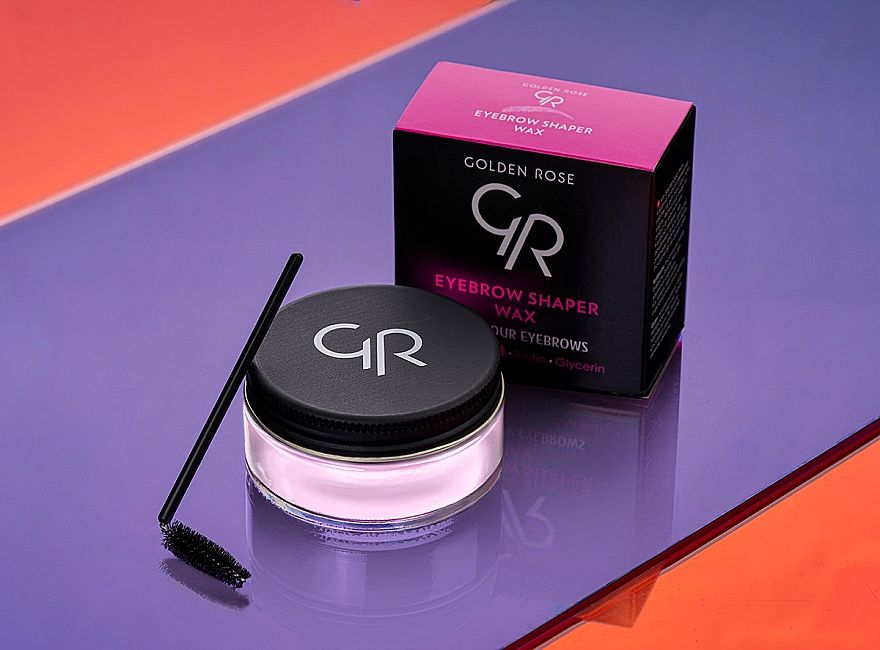 GOLDEN ROSE
GR
EYEBROW SHAPER
WAX
GOLDEN ROSE
GR
EYEBROW SHAPER
WAX
OUR EYEBROWS
• Biotin • Glycerin
GR